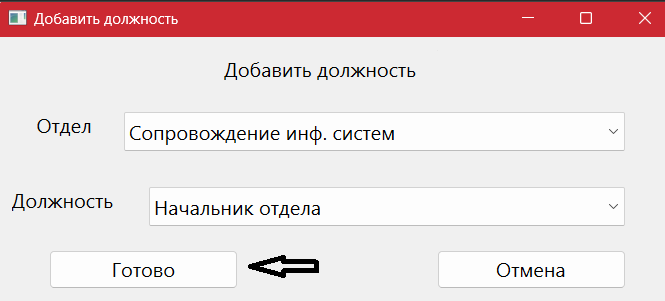 Добавить должность
Добавить должность
Отдел Сопровождение инф. систем
Должность Начальник отдела
Готово Отмена